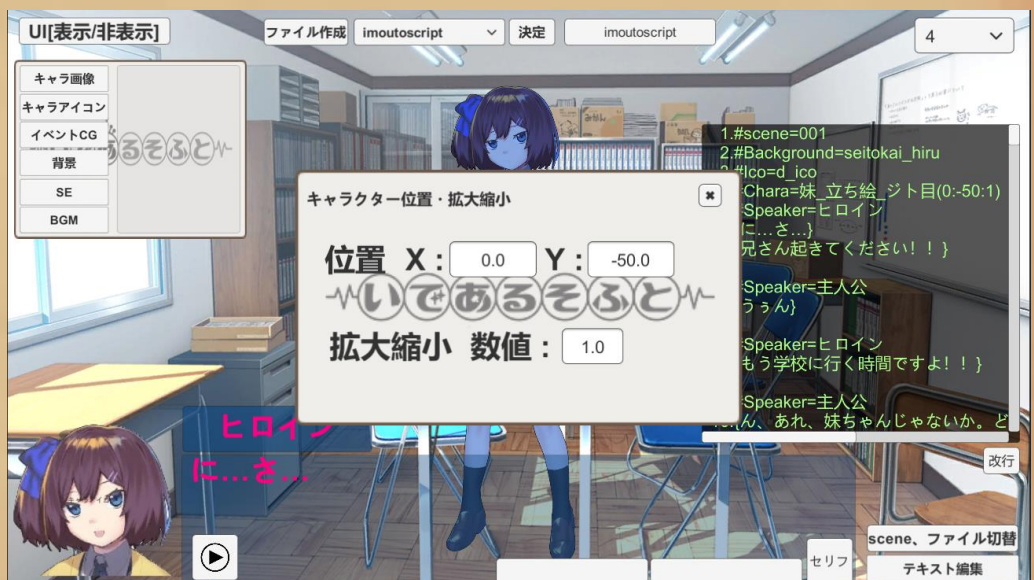 UI[表示/非表示]
ファイル作成
imoutoscript
決定
imoutoscript
4
キャラ画像
キャラアイコン
イベントCG
背景
SE
BGM
キャラクター位置・拡大縮小
位置 X : 0.0 Y : -50.0
いであるそふと
拡大縮小 数値 : 1.0
1.#scene=001
2.#Background=seitokai_hiru
#Ico=d_ico
Chara=妹_立ち絵_ジト目(0:-50:1)
Speaker=ヒロイン
に…さ…}
兄さん起きてください！！}
Speaker=主人公
うぅん}
Speaker=ヒロイン
もう学校に行く時間ですよ！！}
Speaker=主人公
{ん、あれ、妹ちゃんじゃないか。ど
改行
ヒロイン
に…さ…
セリフ
scene、ファイル切替
テキスト編集